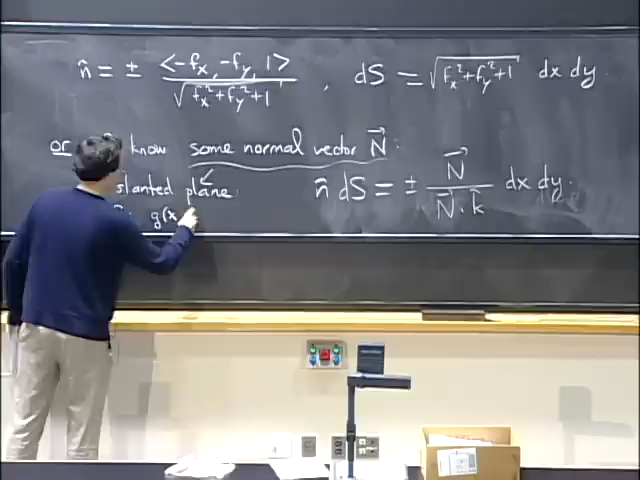 n̂ = ± <-fx, -fy, 1> / √(fx² + fy² + 1) , dS = √(fx² + fy² + 1) dx dy.
or know some normal vector N⃗ :
slanted plane
n̂ dS = ± N⃗ / (N⃗ · k̂) dx dy.
g(x